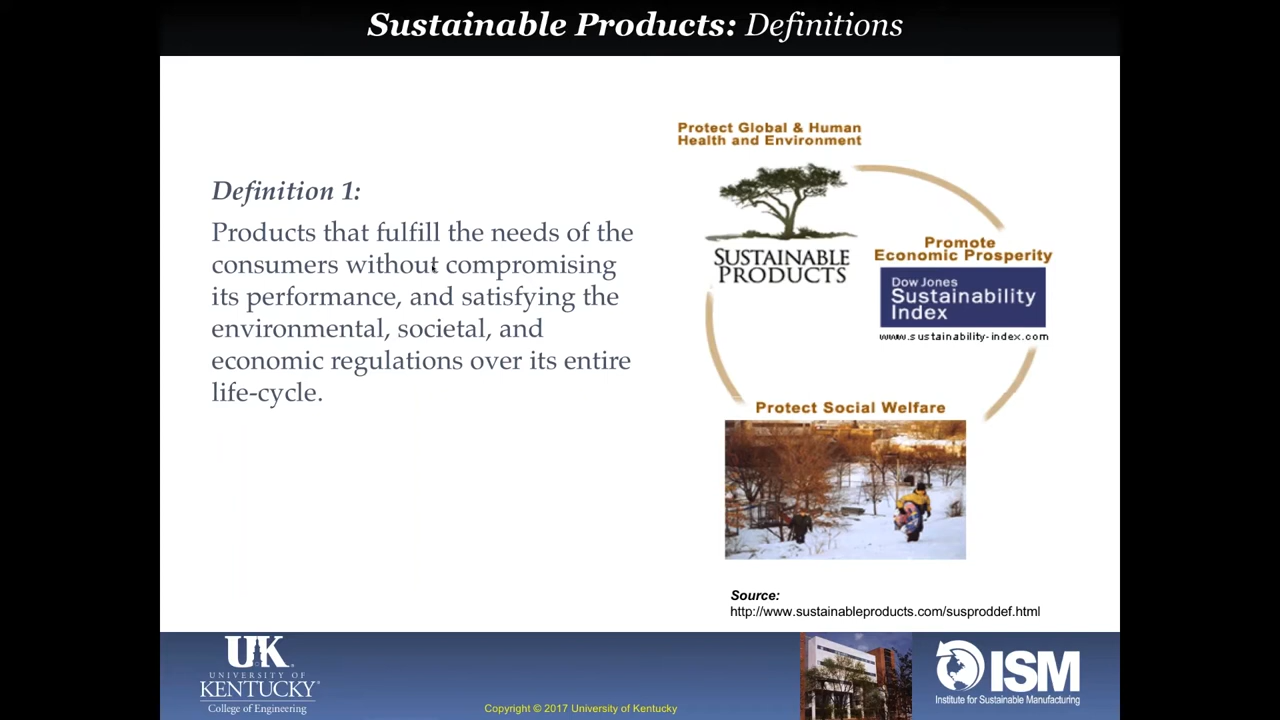 Sustainable Products: Definitions
Definition 1:
Products that fulfill the needs of the
consumers without compromising
its performance, and satisfying the
environmental, societal, and
economic regulations over its entire
life-cycle.
Protect Global & Human
Health and Environment
SUSTAINABLE
PRODUCTS
Promote
Economic Prosperity
Dow Jones
Sustainability
Index
www.sustainability-index.com
Protect Social Welfare
Source:
http://www.sustainableproducts.com/susproddef.html
UK
UNIVERSITY OF
KENTUCKY
College of Engineering
Copyright © 2017 University of Kentucky
ISM
Institute for Sustainable Manufacturing